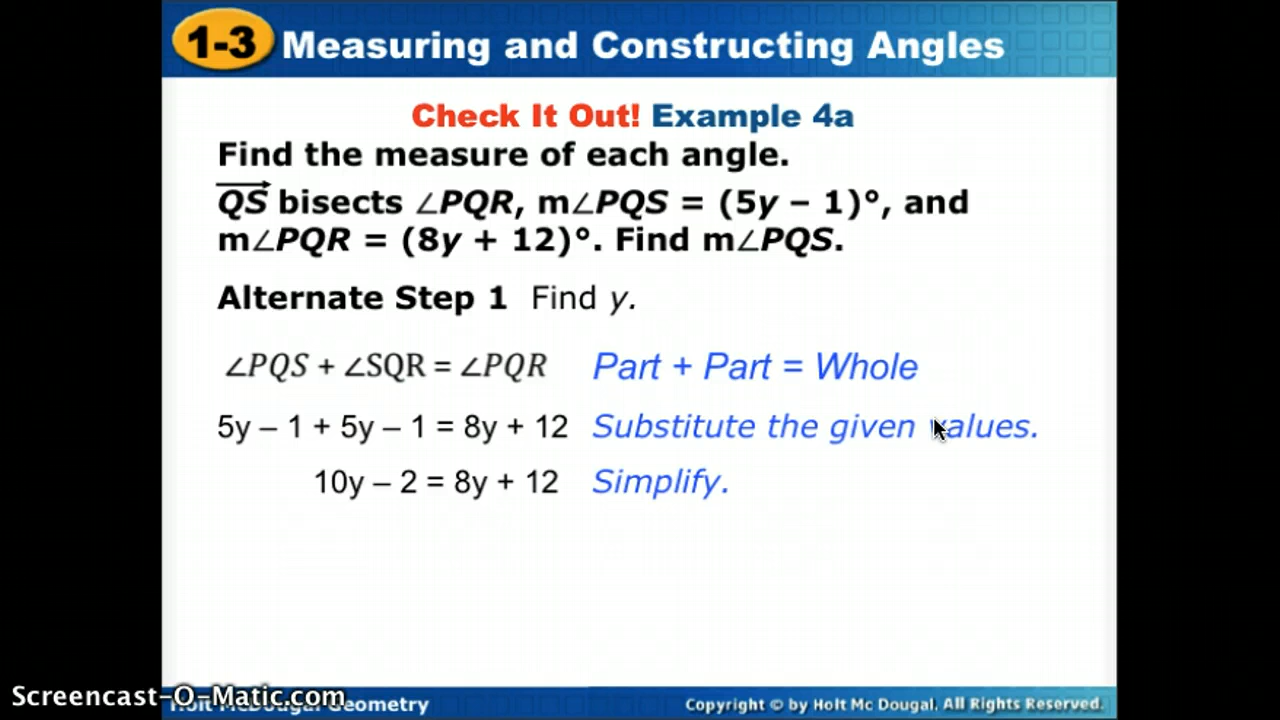 1-3 Measuring and Constructing Angles
Check It Out! Example 4a
Find the measure of each angle.
QS bisects ∠PQR, m∠PQS = (5y – 1)°, and
m∠PQR = (8y + 12)°. Find m∠PQS.
Alternate Step 1 Find y.
∠PQS + ∠SQR = ∠PQR Part + Part = Whole
5y – 1 + 5y – 1 = 8y + 12 Substitute the given values.
10y – 2 = 8y + 12 Simplify.
Screencast-O-Matic.com
Holt McDougal Geometry
Copyright © by Holt Mc Dougal. All Rights Reserved.